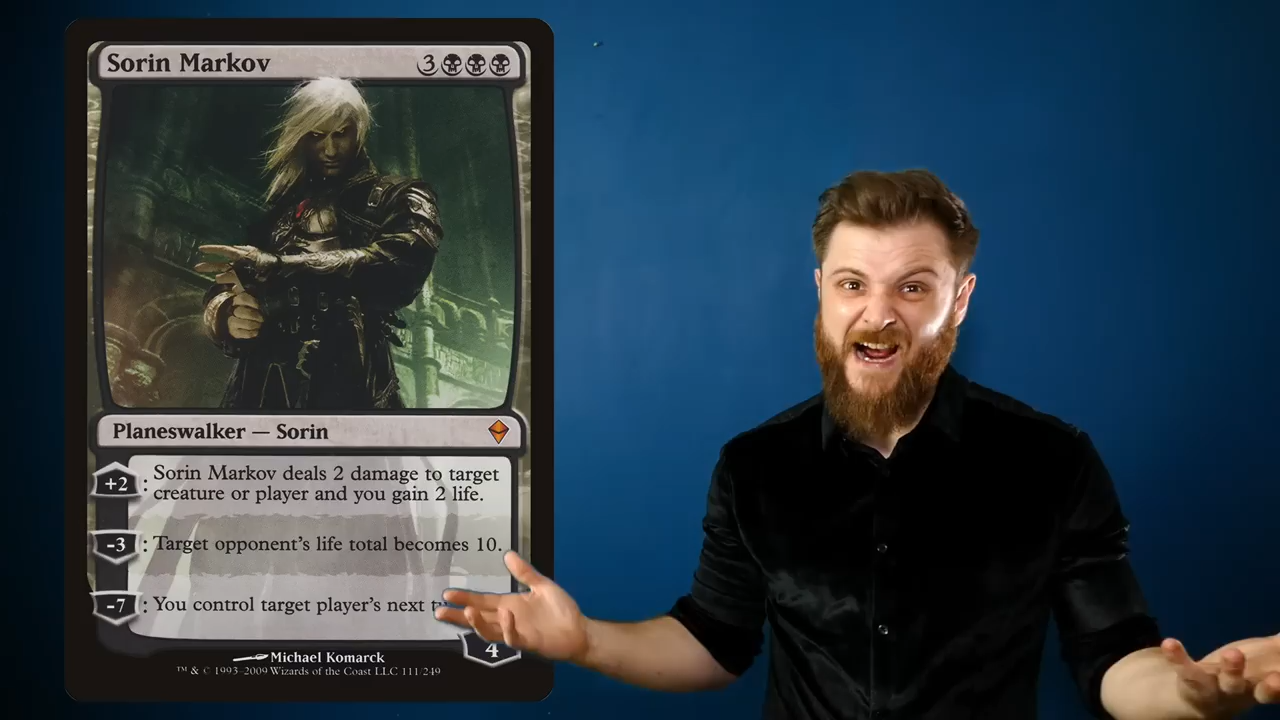 Sorin Markov 3
Planeswalker — Sorin
+2 : Sorin Markov deals 2 damage to target
creature or player and you gain 2 life.
-3 : Target opponent's life total becomes 10.
-7 : You control target player's next
4
Michael Komarck
™ & © 1993-2009 Wizards of the Coast LLC 111/249